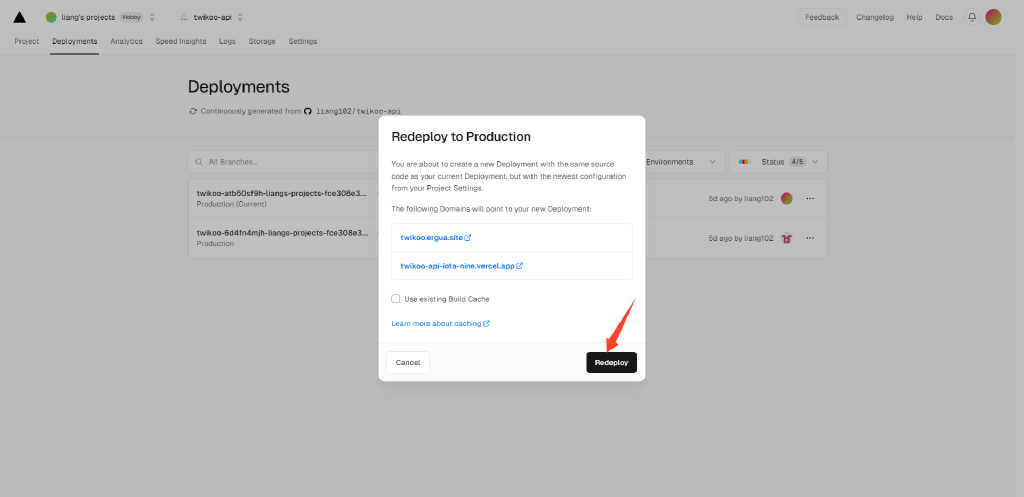 liang's projects Hobby twikoo-api Feedback Changelog Help Docs
Project Deployments Analytics Speed Insights Logs Storage Settings
Deployments
Continuously generated from liang102/twikoo-api
All Branches...
Environments
Status 4/5
twikoo-atb50sf9h-liangs-projects-fce308e3...
Production (Current)
5d ago by liang102
twikoo-6d4fn4mjh-liangs-projects-fce308e3...
Production
5d ago by liang102
Redeploy to Production
You are about to create a new Deployment with the same source
code as your current Deployment, but with the newest configuration
from your Project Settings.
The following Domains will point to your new Deployment:
twikoo.ergua.site
twikoo-api-iota-nine.vercel.app
Use existing Build Cache
Learn more about caching
Cancel
Redeploy